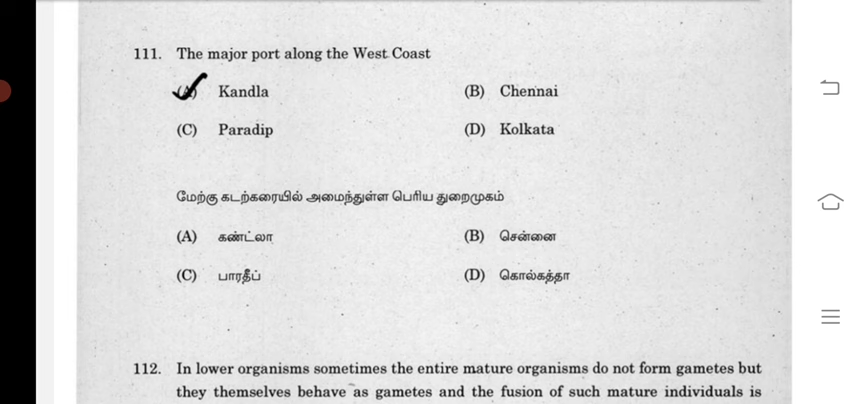 111. The major port along the West Coast
(A) Kandla (B) Chennai
(C) Paradip (D) Kolkata
மேற்கு கடற்கரையில் அமைந்துள்ள பெரிய துறைமுகம்
(A) கண்ட்லா (B) சென்னை
(C) பாரதீப் (D) கொல்கத்தா
112. In lower organisms sometimes the entire mature organisms do not form gametes but
they themselves behave as gametes and the fusion of such mature individuals is